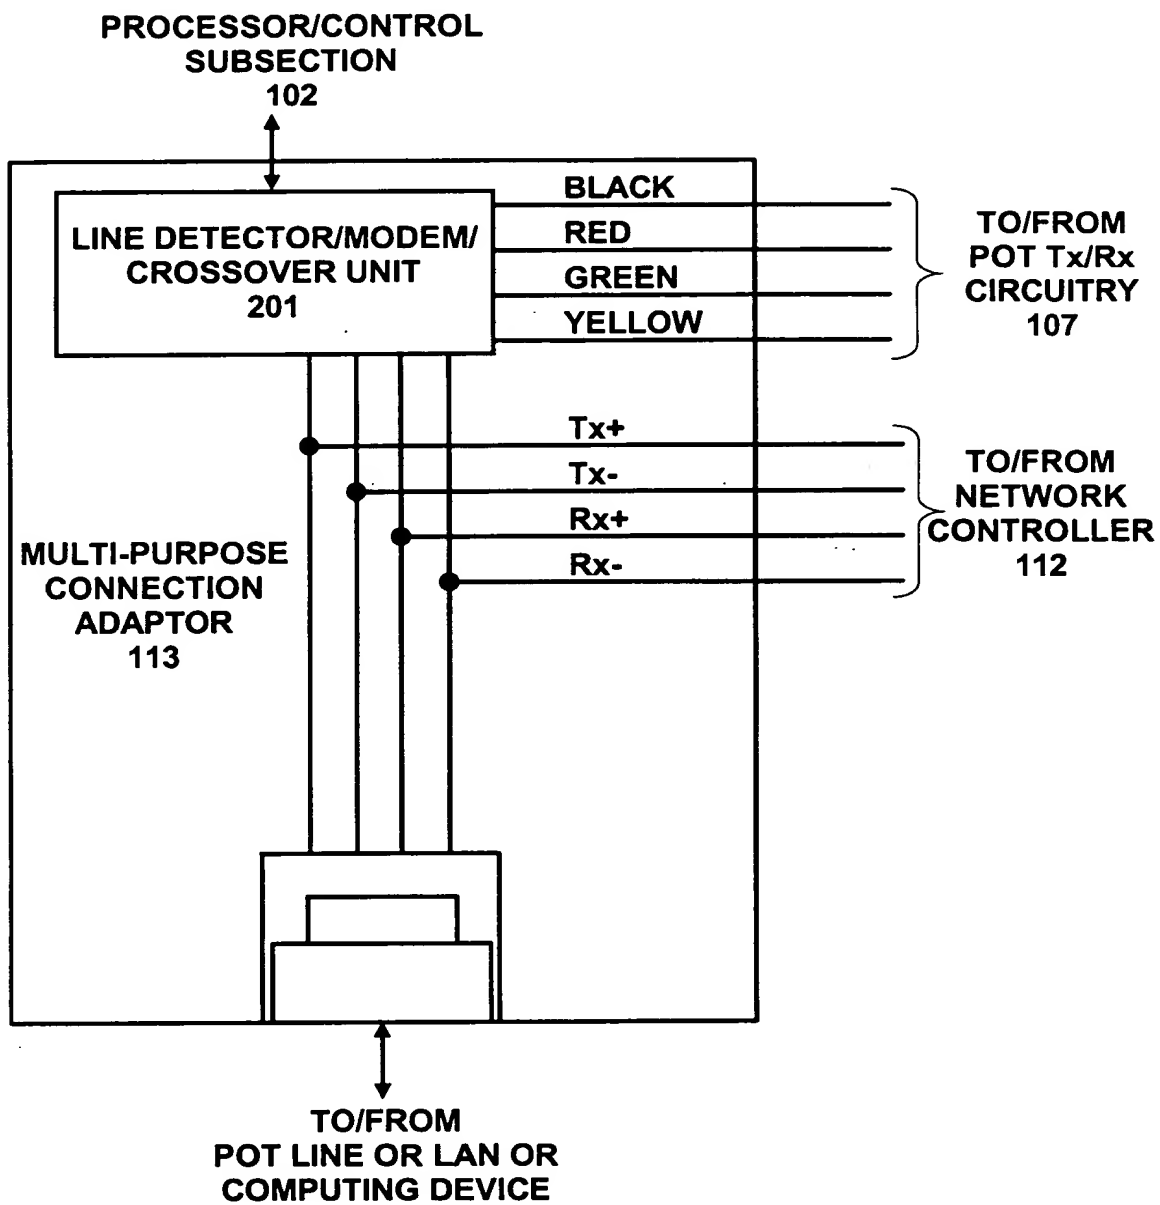 PROCESSOR/CONTROL
SUBSECTION
102
LINE DETECTOR/MODEM/
CROSSOVER UNIT
201
BLACK
RED
GREEN
YELLOW
TO/FROM
POT Tx/Rx
CIRCUITRY
107
Tx+
Tx-
Rx+
Rx-
TO/FROM
NETWORK
CONTROLLER
112
MULTI-PURPOSE
CONNECTION
ADAPTOR
113
TO/FROM
POT LINE OR LAN OR
COMPUTING DEVICE